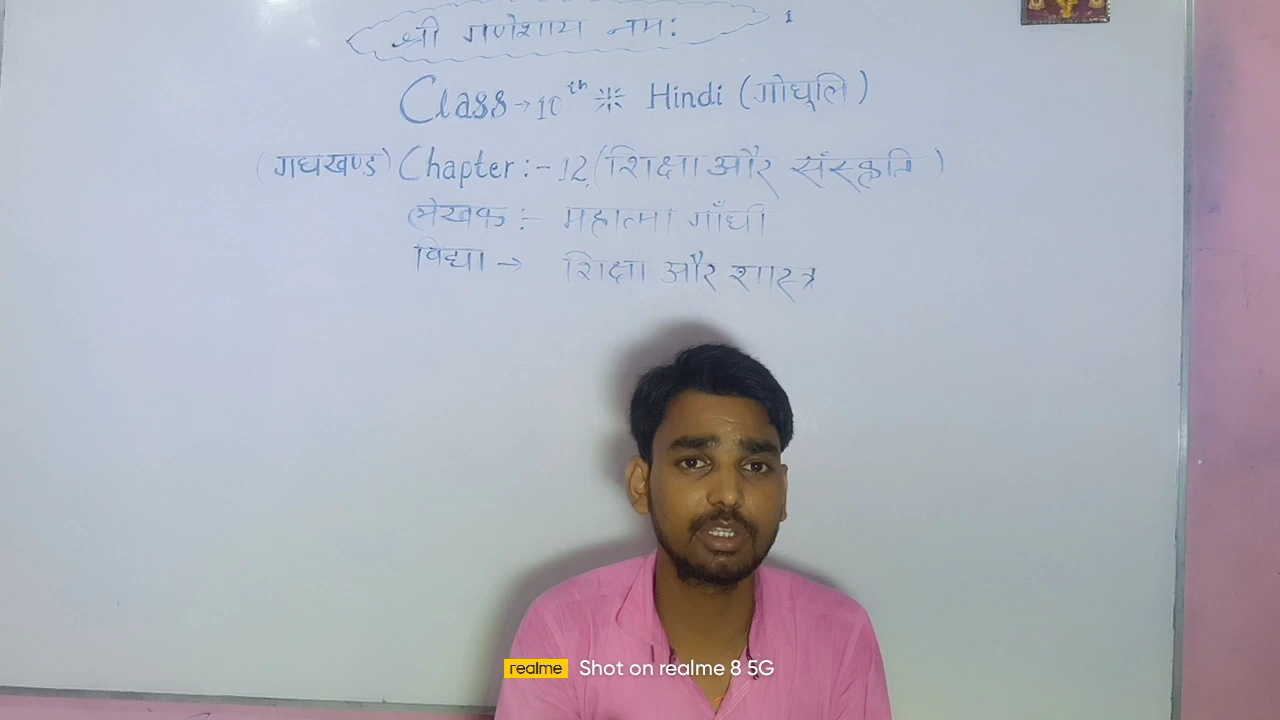 श्री गणेशाय नमः 1
Class → 10th Hindi (गोधूलि)
(गद्यखण्ड) Chapter :- 12 (शिक्षा और संस्कृति)
लेखक :- महात्मा गाँधी
विद्या → शिक्षा और शास्त्र
realme Shot on realme 8 5G